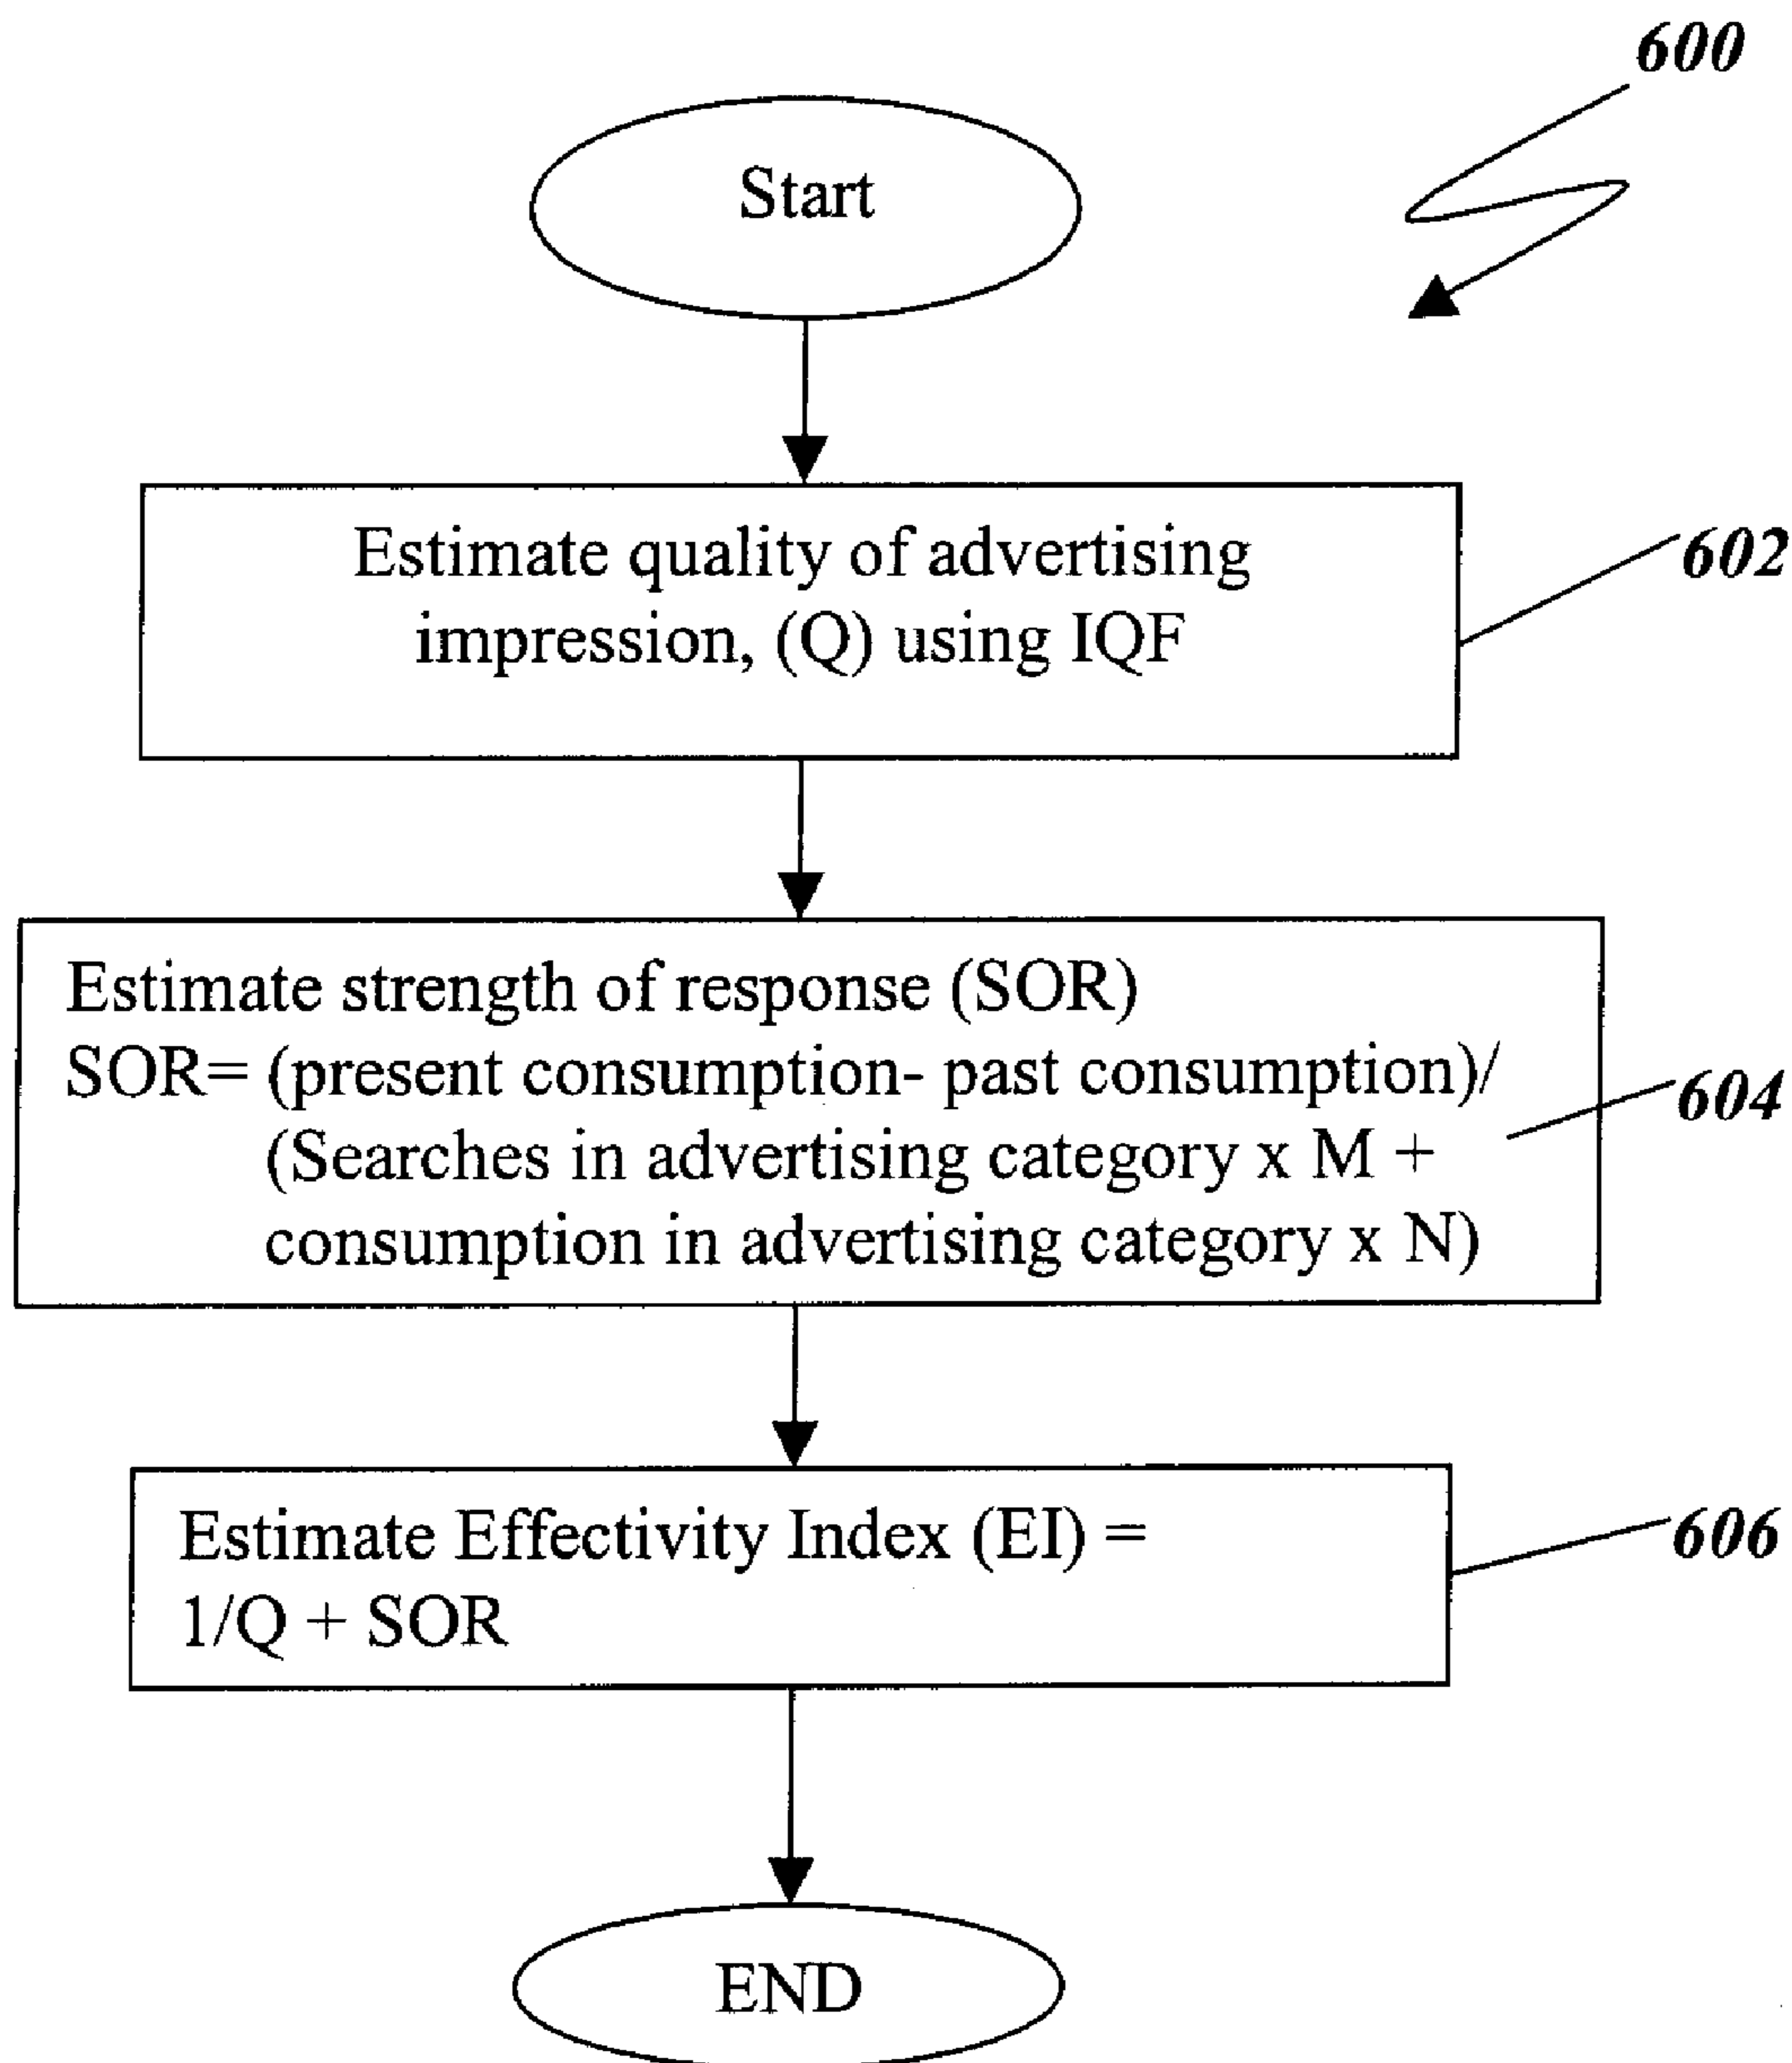 600
Start
Estimate quality of advertising
impression, (Q) using IQF
602
Estimate strength of response (SOR)
SOR= (present consumption- past consumption)/
(Searches in advertising category x M +
consumption in advertising category x N)
604
Estimate Effectivity Index (EI) =
1/Q + SOR
606
END